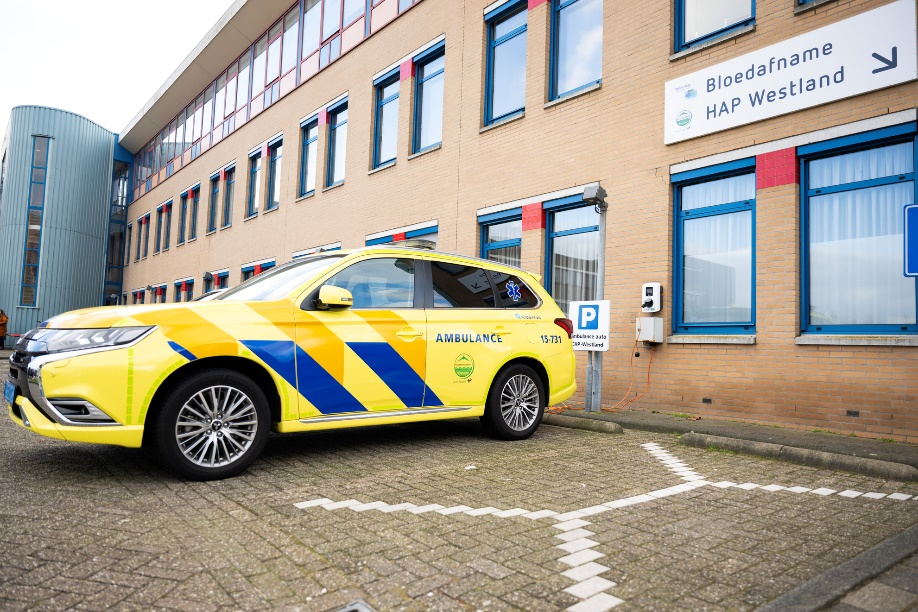 Bloedafname
HAP Westland
P
Ambulance auto
HAP-Westland
AMBULANCE
15-731